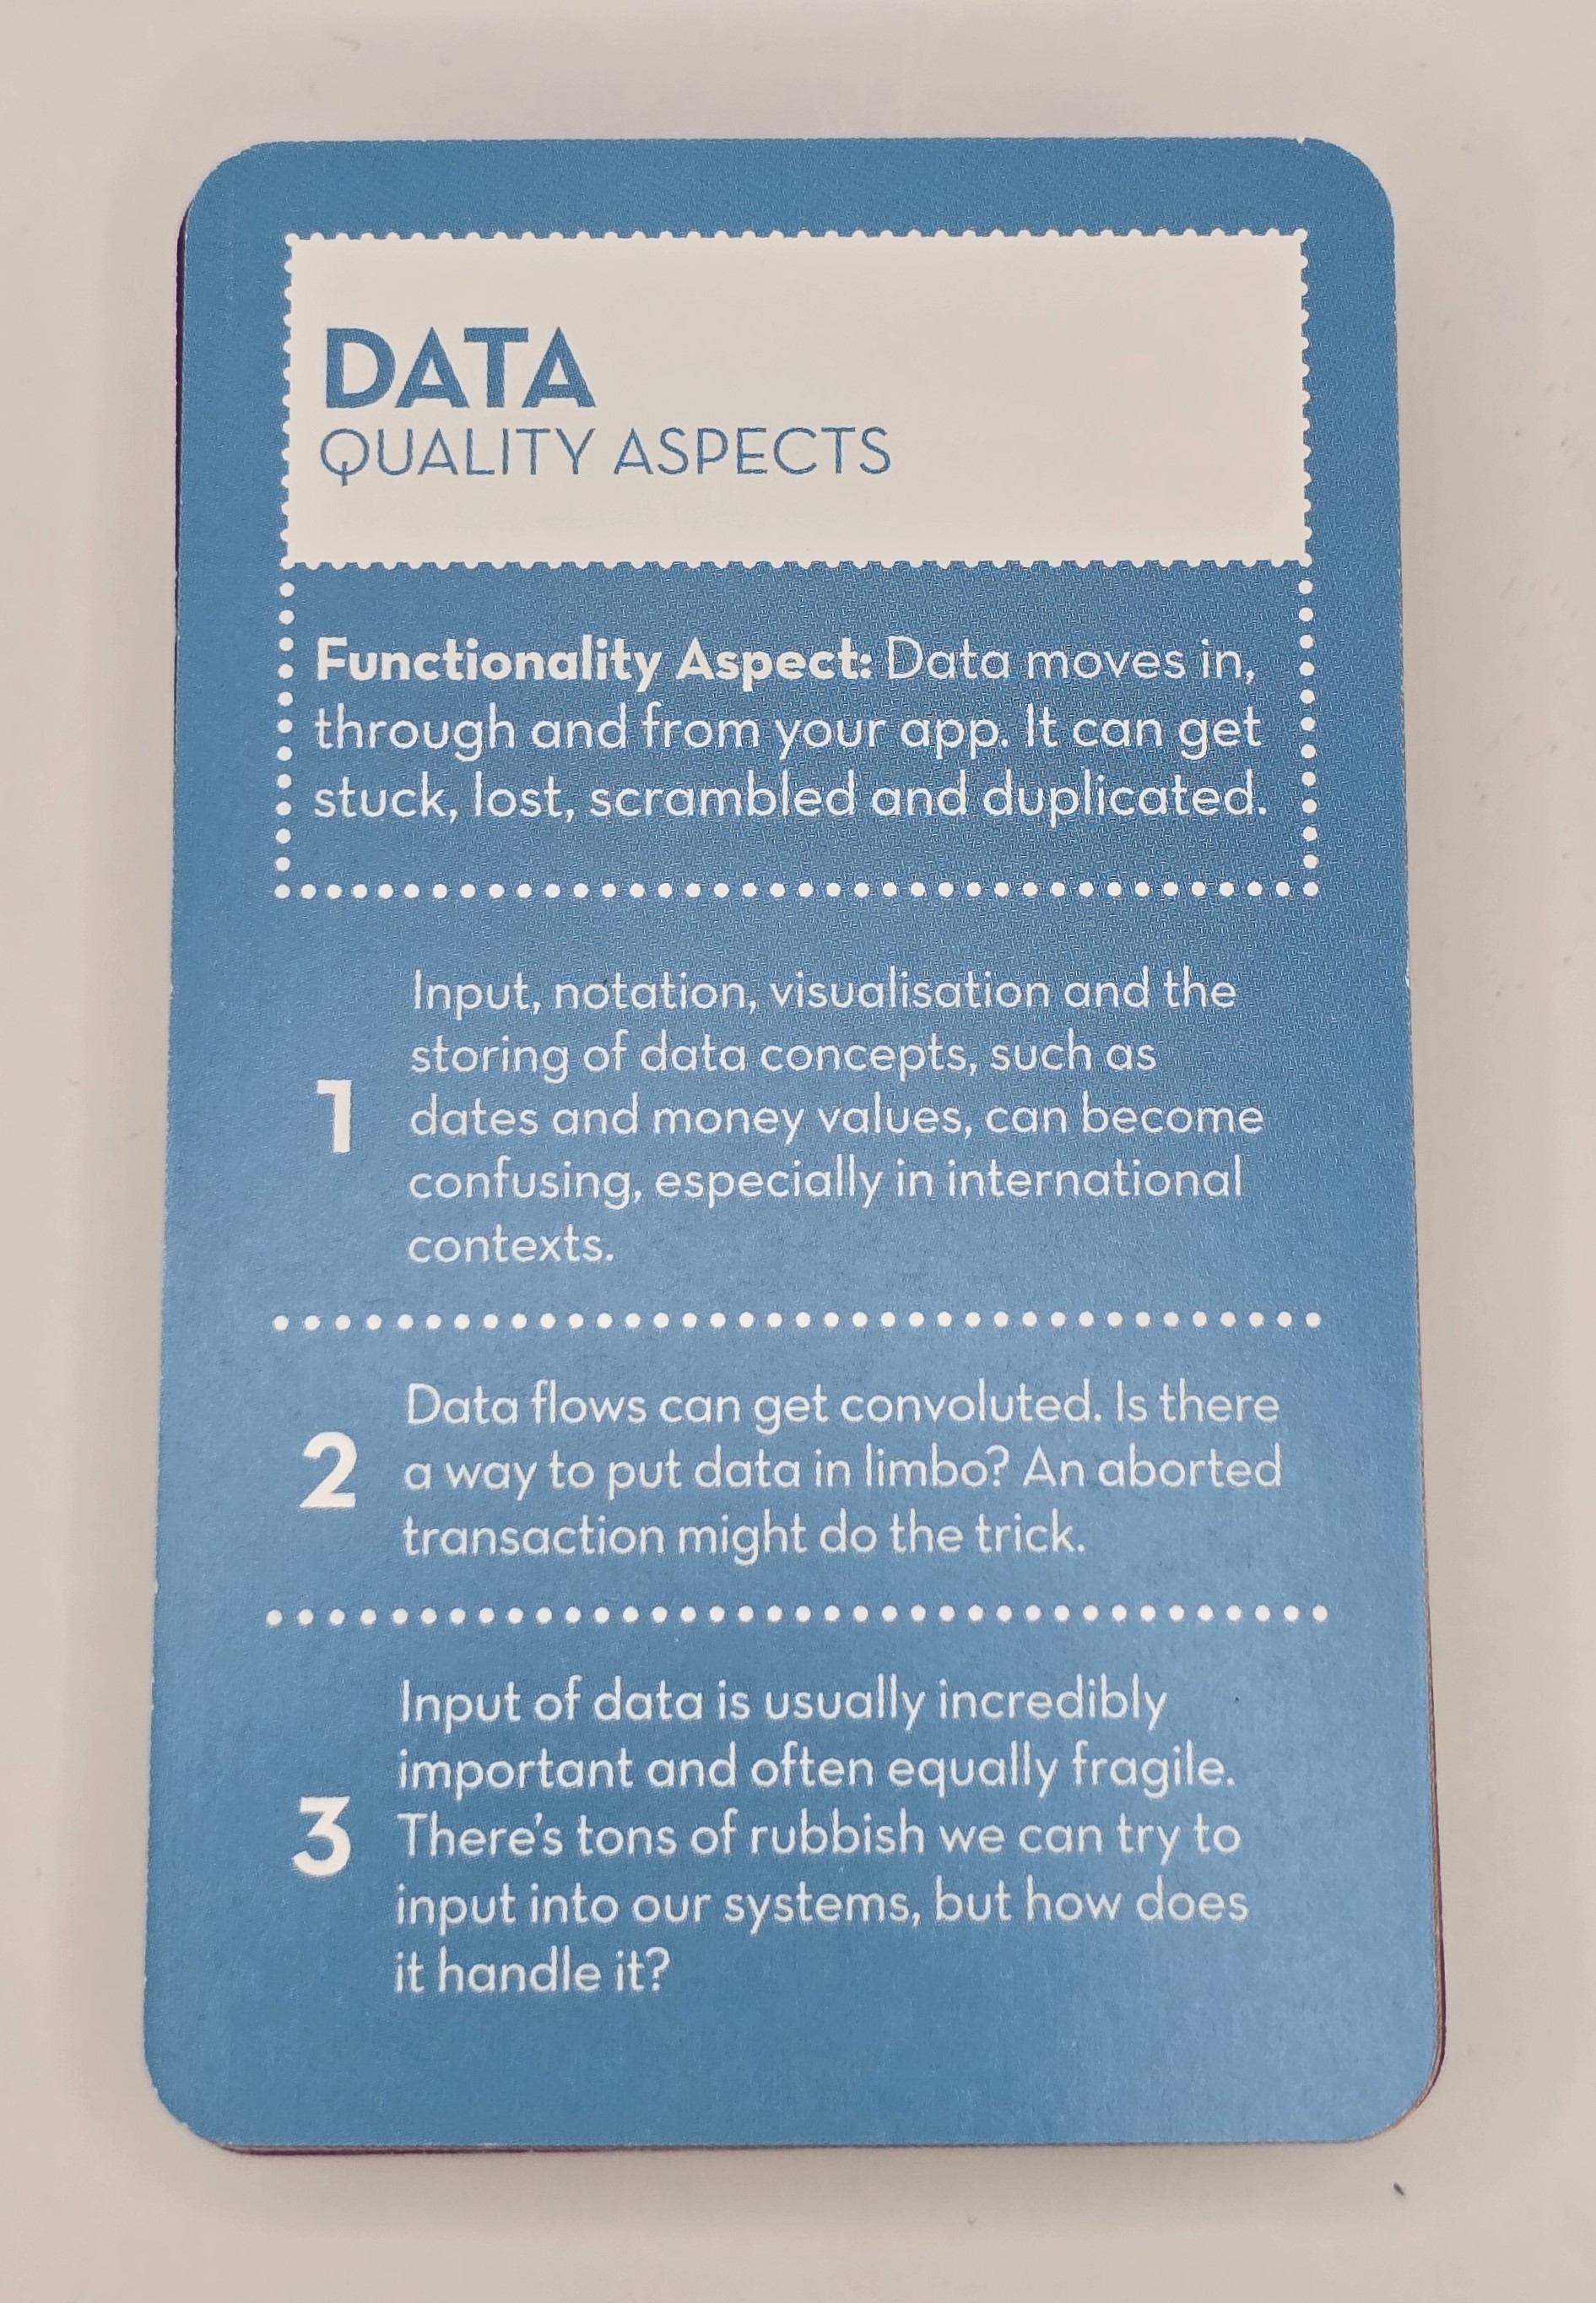 DATA
QUALITY ASPECTS
Functionality Aspect: Data moves in,
through and from your app. It can get
stuck, lost, scrambled and duplicated.
1
Input, notation, visualisation and the
storing of data concepts, such as
dates and money values, can become
confusing, especially in international
contexts.
2
Data flows can get convoluted. Is there
a way to put data in limbo? An aborted
transaction might do the trick.
3
Input of data is usually incredibly
important and often equally fragile.
There's tons of rubbish we can try to
input into our systems, but how does
it handle it?